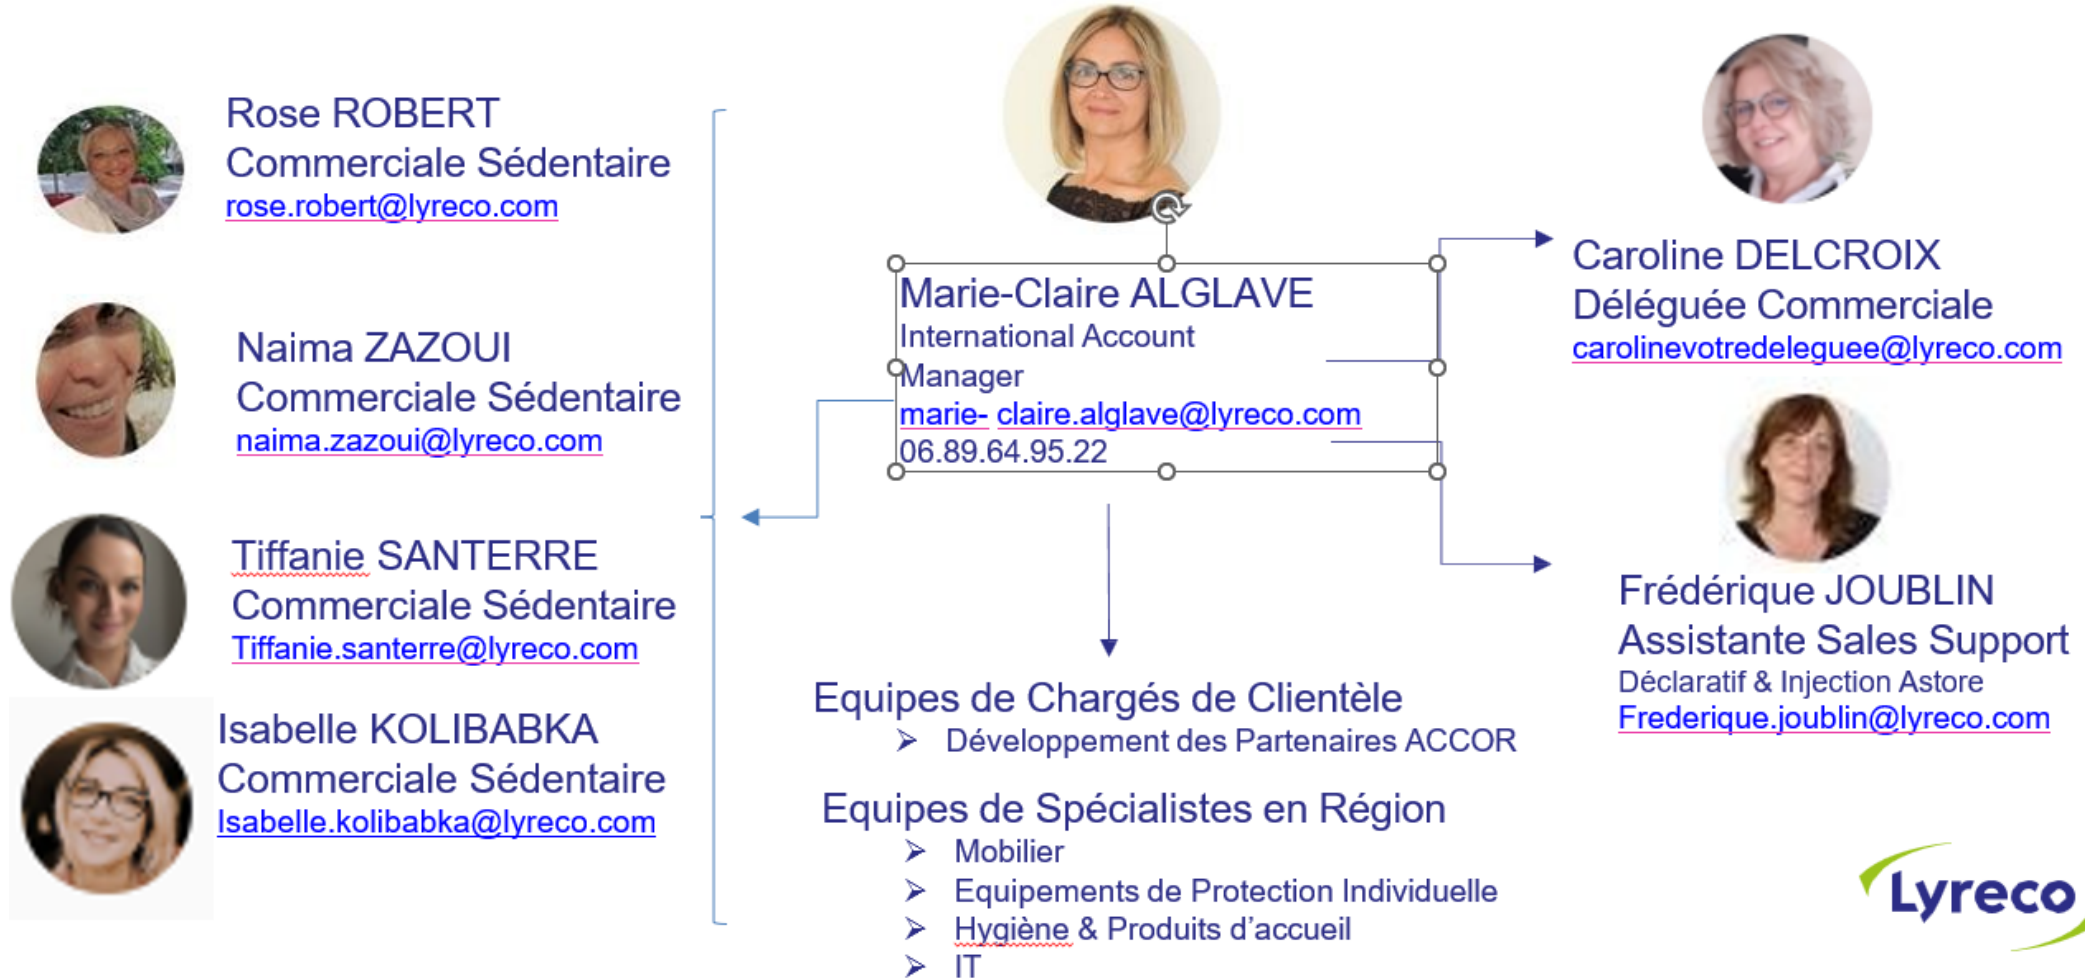 Rose ROBERT
Commerciale Sédentaire
rose.robert@lyreco.com
Naima ZAZOUI
Commerciale Sédentaire
naima.zazoui@lyreco.com
Tiffanie SANTERRE
Commerciale Sédentaire
Tiffanie.santerre@lyreco.com
Isabelle KOLIBABKA
Commerciale Sédentaire
Isabelle.kolibabka@lyreco.com
Marie-Claire ALGLAVE
International Account
Manager
marie- claire.alglave@lyreco.com
06.89.64.95.22
Equipes de Chargés de Clientèle
➢ Développement des Partenaires ACCOR
Equipes de Spécialistes en Région
➢ Mobilier
➢ Equipements de Protection Individuelle
➢ Hygiène & Produits d’accueil
➢ IT
Caroline DELCROIX
Déléguée Commerciale
carolinevotredeleguee@lyreco.com
Frédérique JOUBLIN
Assistante Sales Support
Déclaratif & Injection Astore
Frederique.joublin@lyreco.com
Lyreco